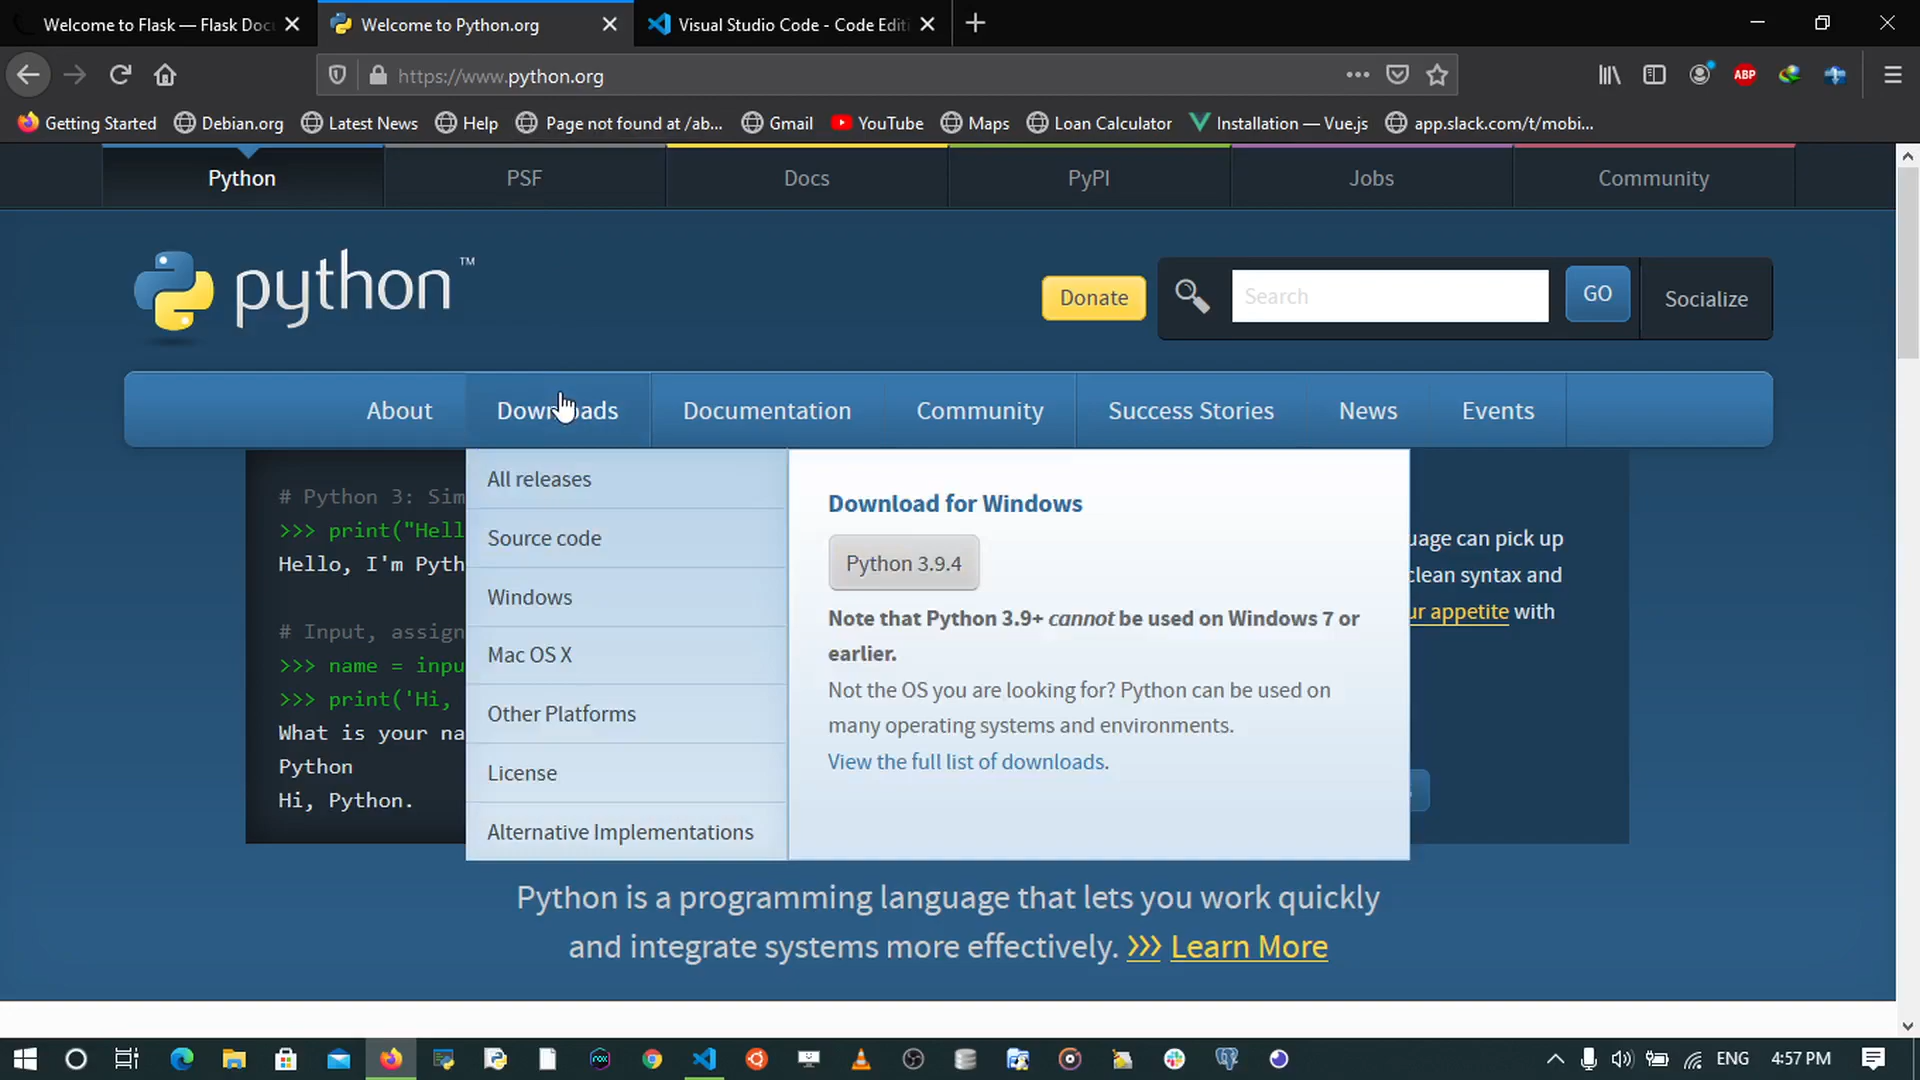 Welcome to Flask — Flask Doc
Welcome to Python.org
Visual Studio Code - Code Edit
https://www.python.org
ABP
Getting Started
Debian.org
Latest News
Help
Page not found at /ab...
Gmail
YouTube
Maps
Loan Calculator
Installation — Vue.js
app.slack.com/t/mobi...
Python
PSF
Docs
PyPI
Jobs
Community
python™
Donate
Search
GO
Socialize
About
Downloads
Documentation
Community
Success Stories
News
Events
# Python 3: Sim
>>> print("Hell
Hello, I'm Pyth
# Input, assign
>>> name = inpu
>>> print('Hi,
What is your na
Python
Hi, Python.
All releases
Source code
Windows
Mac OS X
Other Platforms
License
Alternative Implementations
Download for Windows
Python 3.9.4
Note that Python 3.9+ cannot be used on Windows 7 or
earlier.
Not the OS you are looking for? Python can be used on
many operating systems and environments.
View the full list of downloads.
uage can pick up
clean syntax and
ur appetite with
Python is a programming language that lets you work quickly
and integrate systems more effectively. >>> Learn More
ENG
4:57 PM